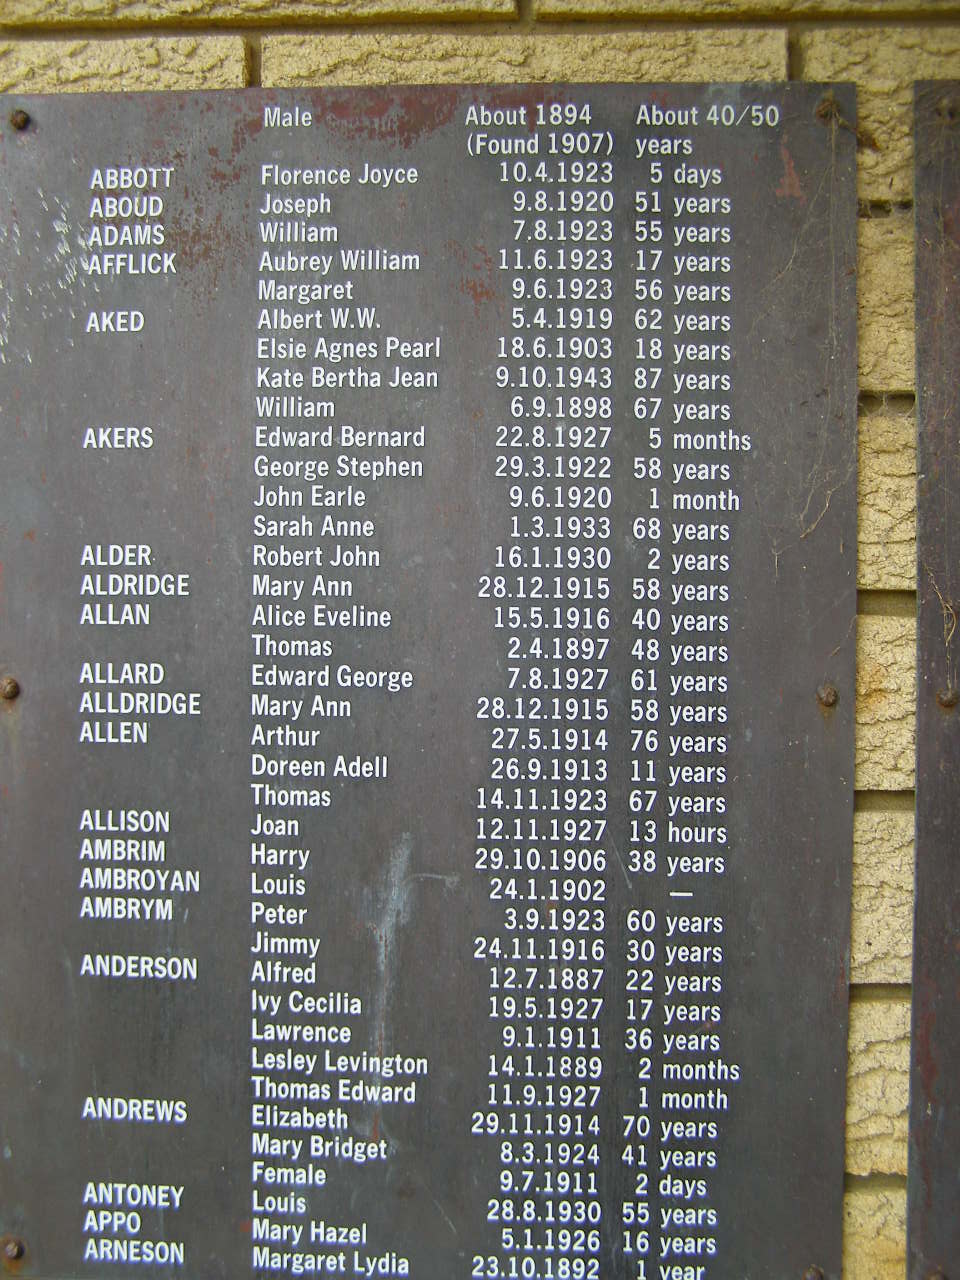 Male About 1894 About 40/50
(Found 1907) years
ABBOTT Florence Joyce 10.4.1923 5 days
ABOUD Joseph 9.8.1920 51 years
ADAMS William 7.8.1923 55 years
AFFLICK Aubrey William 11.6.1923 17 years
Margaret 9.6.1923 56 years
AKED Albert W.W. 5.4.1919 62 years
Elsie Agnes Pearl 18.6.1903 18 years
Kate Bertha Jean 9.10.1943 87 years
William 6.9.1898 67 years
AKERS Edward Bernard 22.8.1927 5 months
George Stephen 29.3.1922 58 years
John Earle 9.6.1920 1 month
Sarah Anne 1.3.1933 68 years
ALDER Robert John 16.1.1930 2 years
ALDRIDGE Mary Ann 28.12.1915 58 years
ALLAN Alice Eveline 15.5.1916 40 years
Thomas 2.4.1897 48 years
ALLARD Edward George 7.8.1927 61 years
ALLDRIDGE Mary Ann 28.12.1915 58 years
ALLEN Arthur 27.5.1914 76 years
Doreen Adell 26.9.1913 11 years
Thomas 14.11.1923 67 years
ALLISON Joan 12.11.1927 13 hours
AMBRIM Harry 29.10.1906 38 years
AMBROYAN Louis 24.1.1902 —
AMBRYM Peter 3.9.1923 60 years
Jimmy 24.11.1916 30 years
ANDERSON Alfred 12.7.1887 22 years
Ivy Cecilia 19.5.1927 17 years
Lawrence 9.1.1911 36 years
Lesley Levington 14.1.1889 2 months
Thomas Edward 11.9.1927 1 month
ANDREWS Elizabeth 29.11.1914 70 years
Mary Bridget 8.3.1924 41 years
Female 9.7.1911 2 days
ANTONEY Louis 28.8.1930 55 years
APPO Mary Hazel 5.1.1926 16 years
ARNESON Margaret Lydia 23.10.1892 1 year